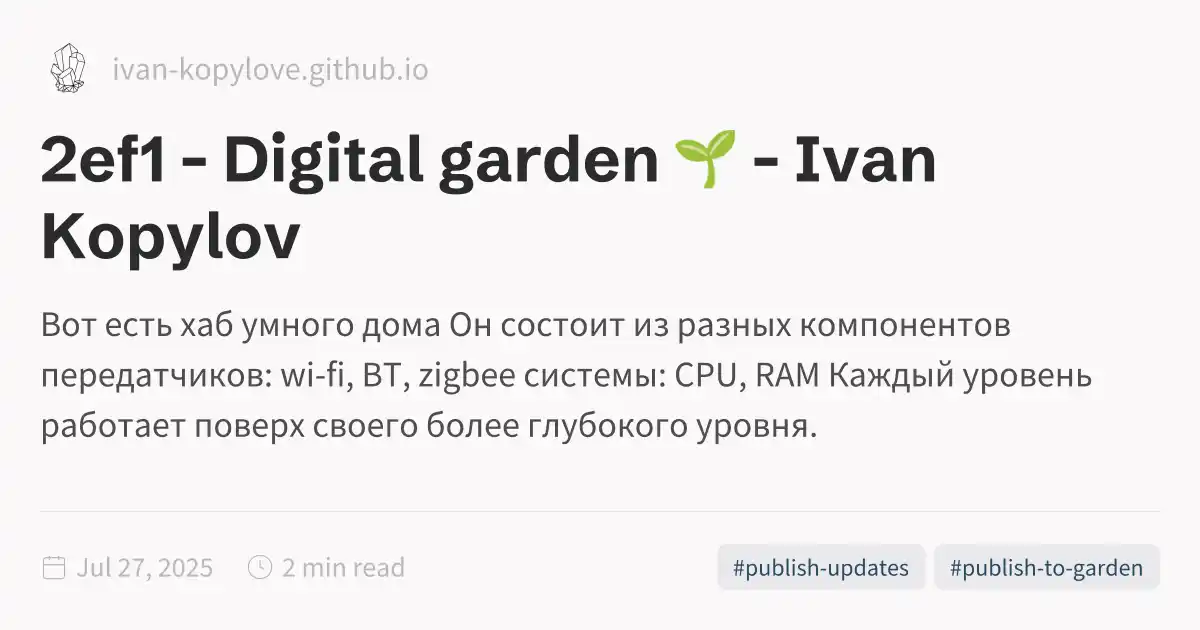 ivan-kopylove.github.io
2ef1 - Digital garden 🌱 - Ivan
Kopylov
Вот есть хаб умного дома Он состоит из разных компонентов
передатчиков: wi-fi, BT, zigbee системы: CPU, RAM Каждый уровень
работает поверх своего более глубокого уровня.
Jul 27, 2025 2 min read #publish-updates #publish-to-garden